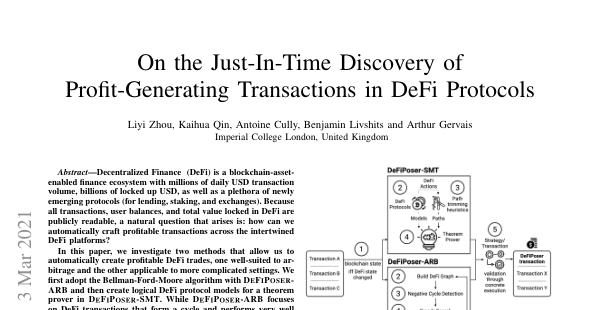 On the Just-In-Time Discovery of
Profit-Generating Transactions in DeFi Protocols
Liyi Zhou, Kaihua Qin, Antoine Cully, Benjamin Livshits and Arthur Gervais
Imperial College London, United Kingdom
3 Mar 2021
Abstract—Decentralized Finance (DeFi) is a blockchain-asset-
enabled finance ecosystem with millions of daily USD transaction
volume, billions of locked up USD, as well as a plethora of newly
emerging protocols (for lending, staking, and exchanges). Because
all transactions, user balances, and total value locked in DeFi are
publicly readable, a natural question that arises is: how can we
automatically craft profitable transactions across the intertwined
DeFi platforms?
In this paper, we investigate two methods that allow us to
automatically create profitable DeFi trades, one well-suited to ar-
bitrage and the other applicable to more complicated settings. We
first adopt the Bellman-Ford-Moore algorithm with DEFIPOSER-
ARB and then create logical DeFi protocol models for a theorem
prover in DEFIPOSER-SMT. While DEFIPOSER-ARB focuses
on DeFi transactions that form a cycle and performs very well
DeFiPoser-SMT
2
DeFi
Actions
3
DeFi
Protocols
Path
trimming
heuristics
Models
Paths
4
Theorem
Prover
1
blockchain state
iff DeFi state
changed
Transaction A
Transaction B
Transaction C
DeFiPoser-ARB
2
Build DeFi Graph
3
Negative Cycle Detection
4
5
Strategy/
Transaction
validation
through
concrete
execution
DeFiPoser
transaction
Transaction X
Transaction Y